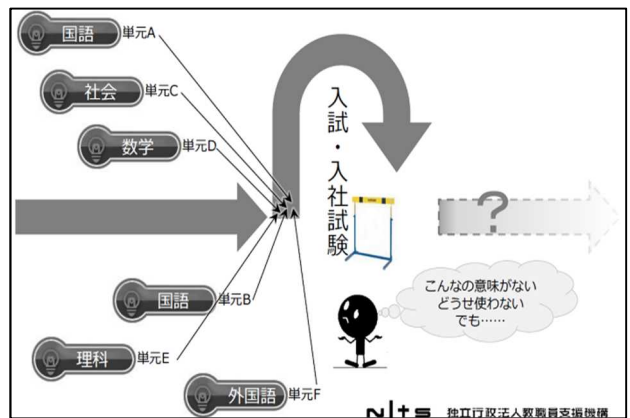 国語 単元A
社会 単元C
数学 単元D
入試・入社試験
?
こんなの意味がない
どうせ使わない
でも……
国語 単元B
理科 単元E
外国語 単元F
NITS 独立行政法人教職員支援機構